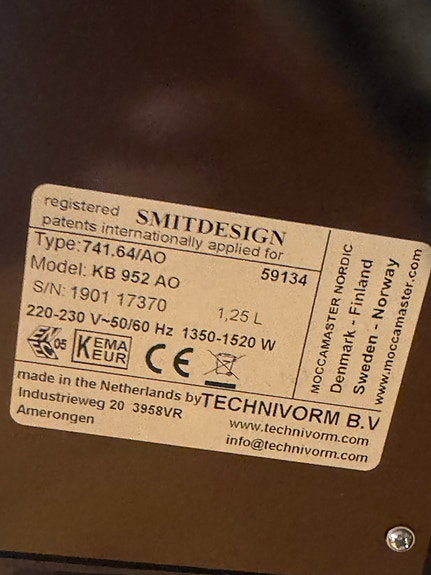 registered SMITDESIGN
patents internationally applied for
Type:741.64/AO 59134
Model: KB 952 AO
S/N: 1901 17370 1,25 L
220-230 V~50/60 Hz 1350-1520 W
MOCCAMASTER NORDIC
Denmark - Finland
Sweden - Norway
www.moccamaster.com
ENEC 05 KEMA EUR CE
made in the Netherlands by TECHNIVORM B.V
Industrieweg 20 3958VR www.technivorm.com
Amerongen info@technivorm.com